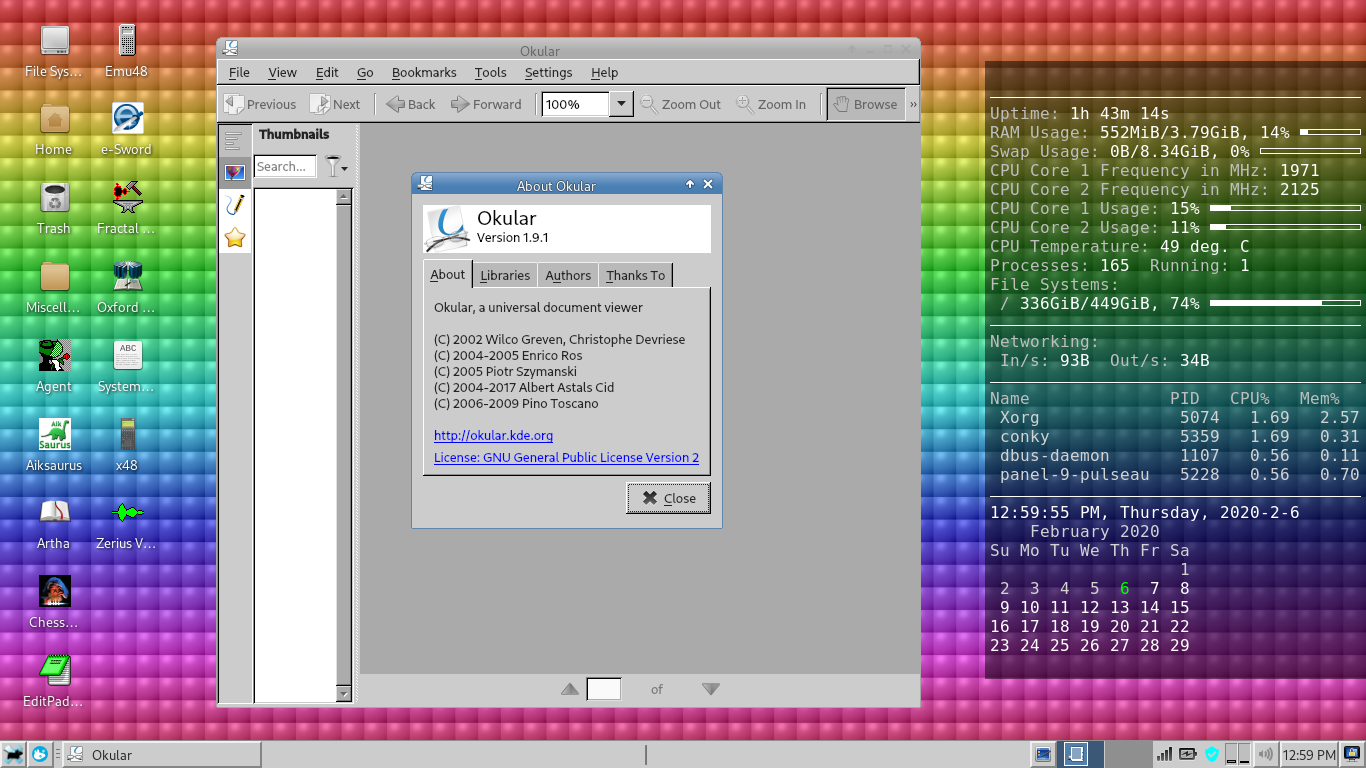 File Sys...
Emu48
Home
e-Sword
Trash
Fractal ...
Miscell...
Oxford ...
Agent
ABC
System...
Aik
Saurus
Aiksaurus
x48
Artha
Zerius V...
Chess...
EditPad...
Okular
File View Edit Go Bookmarks Tools Settings Help
Previous Next Back Forward 100% Zoom Out Zoom In Browse »
Thumbnails
Search...
About Okular
Okular
Version 1.9.1
About Libraries Authors Thanks To
Okular, a universal document viewer
(C) 2002 Wilco Greven, Christophe Devriese
(C) 2004-2005 Enrico Ros
(C) 2005 Piotr Szymanski
(C) 2004-2017 Albert Astals Cid
(C) 2006-2009 Pino Toscano
http://okular.kde.org
License: GNU General Public License Version 2
Close
of
Uptime: 1h 43m 14s
RAM Usage: 552MiB/3.79GiB, 14%
Swap Usage: 0B/8.34GiB, 0%
CPU Core 1 Frequency in MHz: 1971
CPU Core 2 Frequency in MHz: 2125
CPU Core 1 Usage: 15%
CPU Core 2 Usage: 11%
CPU Temperature: 49 deg. C
Processes: 165 Running: 1
File Systems:
/ 336GiB/449GiB, 74%
Networking:
In/s: 93B Out/s: 34B
Name PID CPU% Mem%
Xorg 5074 1.69 2.57
conky 5359 1.69 0.31
dbus-daemon 1107 0.56 0.11
panel-9-pulseau 5228 0.56 0.70
12:59:55 PM, Thursday, 2020-2-6
February 2020
Su Mo Tu We Th Fr Sa
1
2 3 4 5 6 7 8
9 10 11 12 13 14 15
16 17 18 19 20 21 22
23 24 25 26 27 28 29
Okular
12:59 PM